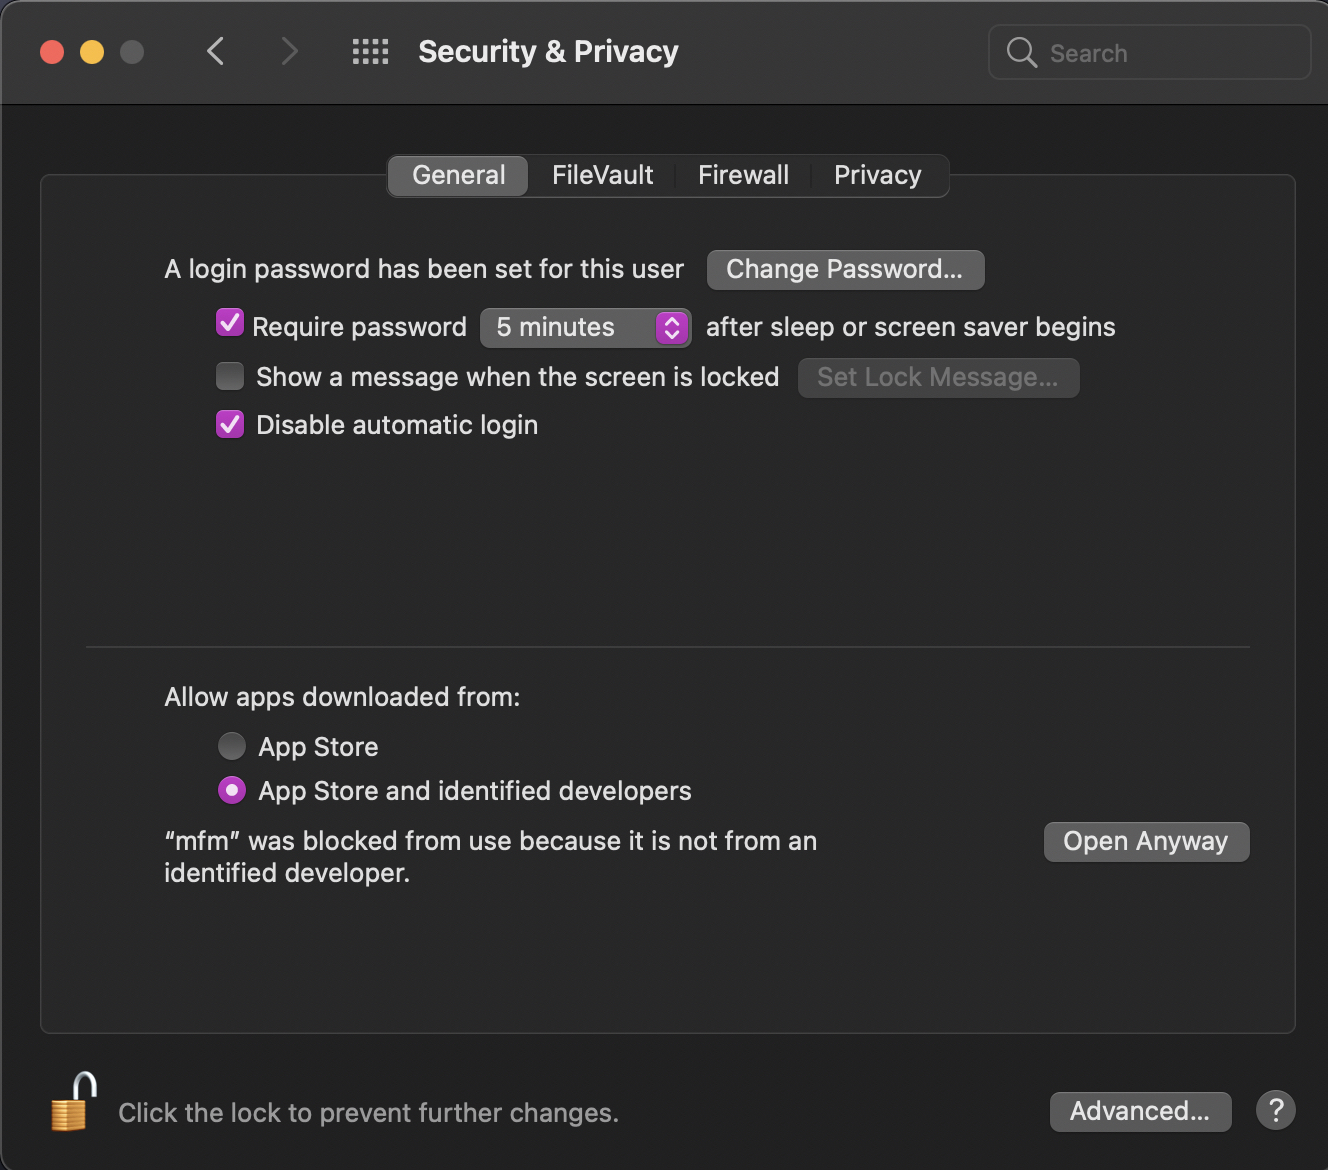 Security & Privacy
Search
General FileVault Firewall Privacy
A login password has been set for this user Change Password...
Require password 5 minutes after sleep or screen saver begins
Show a message when the screen is locked Set Lock Message...
Disable automatic login
Allow apps downloaded from:
App Store
App Store and identified developers
“mfm” was blocked from use because it is not from an
identified developer.
Open Anyway
Click the lock to prevent further changes.
Advanced...
?